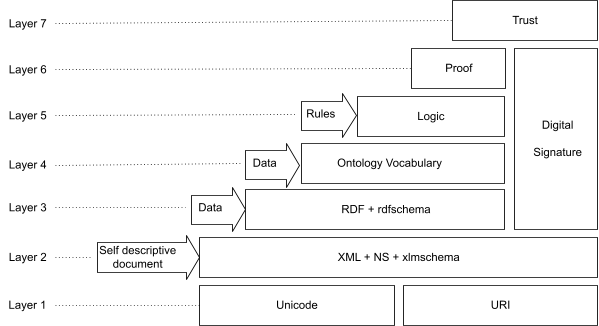 Layer 7
Trust
Layer 6
Proof
Layer 5
Rules
Logic
Digital
Signature
Layer 4
Data
Ontology Vocabulary
Layer 3
Data
RDF + rdfschema
Layer 2
Self descriptive
document
XML + NS + xlmschema
Layer 1
Unicode
URI